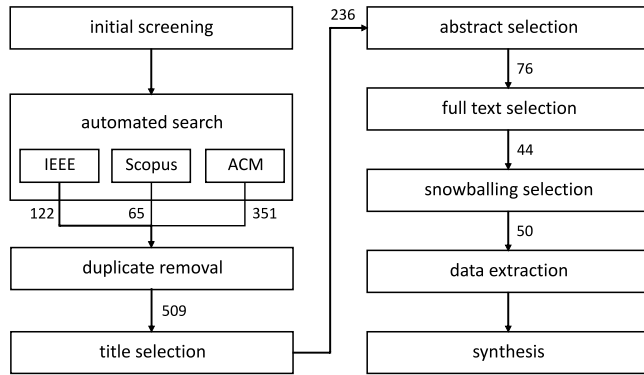 initial screening
automated search
IEEE
Scopus
ACM
122
65
351
duplicate removal
509
title selection
236
abstract selection
76
full text selection
44
snowballing selection
50
data extraction
synthesis